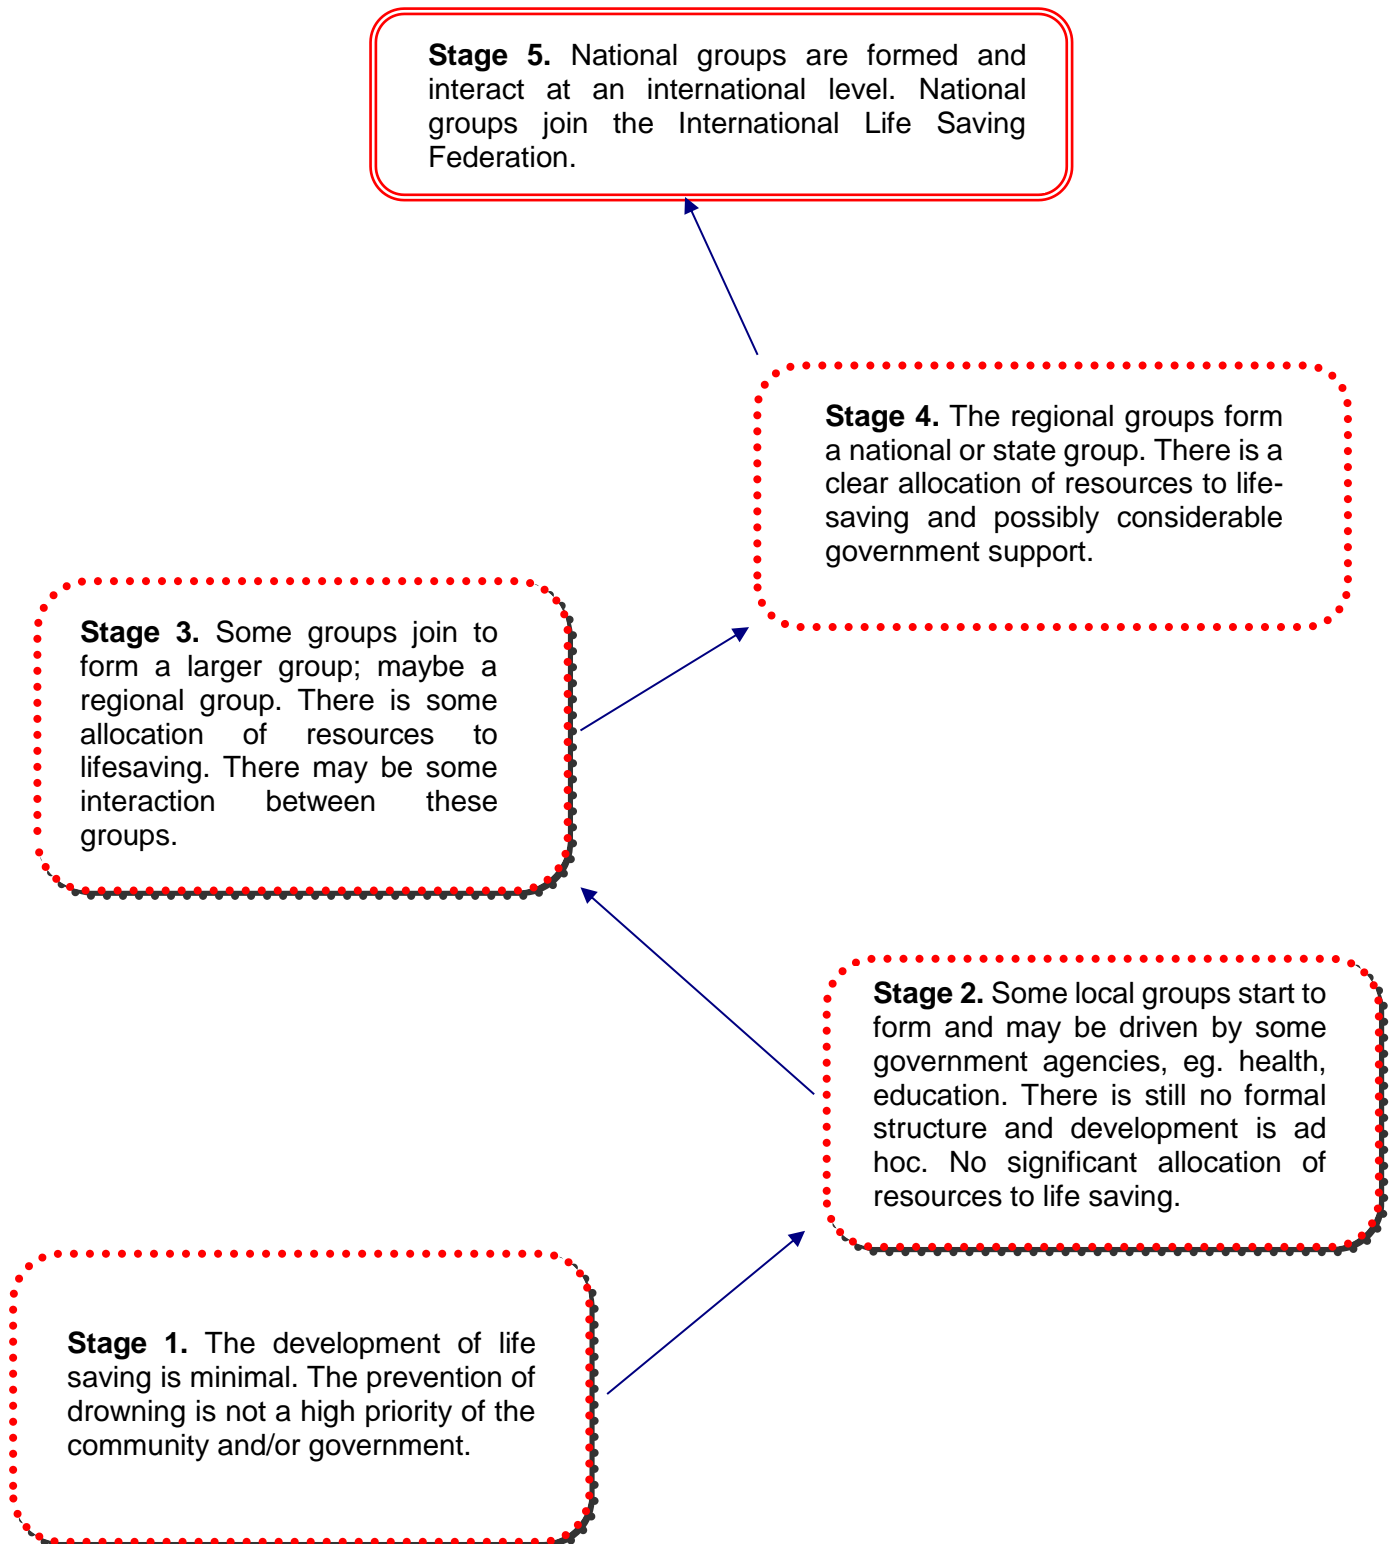 Stage 5. National groups are formed and
interact at an international level. National
groups join the International Life Saving
Federation.
Stage 4. The regional groups form
a national or state group. There is a
clear allocation of resources to life-
saving and possibly considerable
government support.
Stage 3. Some groups join to
form a larger group; maybe a
regional group. There is some
allocation of resources to
lifesaving. There may be some
interaction between these
groups.
Stage 2. Some local groups start to
form and may be driven by some
government agencies, eg. health,
education. There is still no formal
structure and development is ad
hoc. No significant allocation of
resources to life saving.
Stage 1. The development of life
saving is minimal. The prevention of
drowning is not a high priority of the
community and/or government.